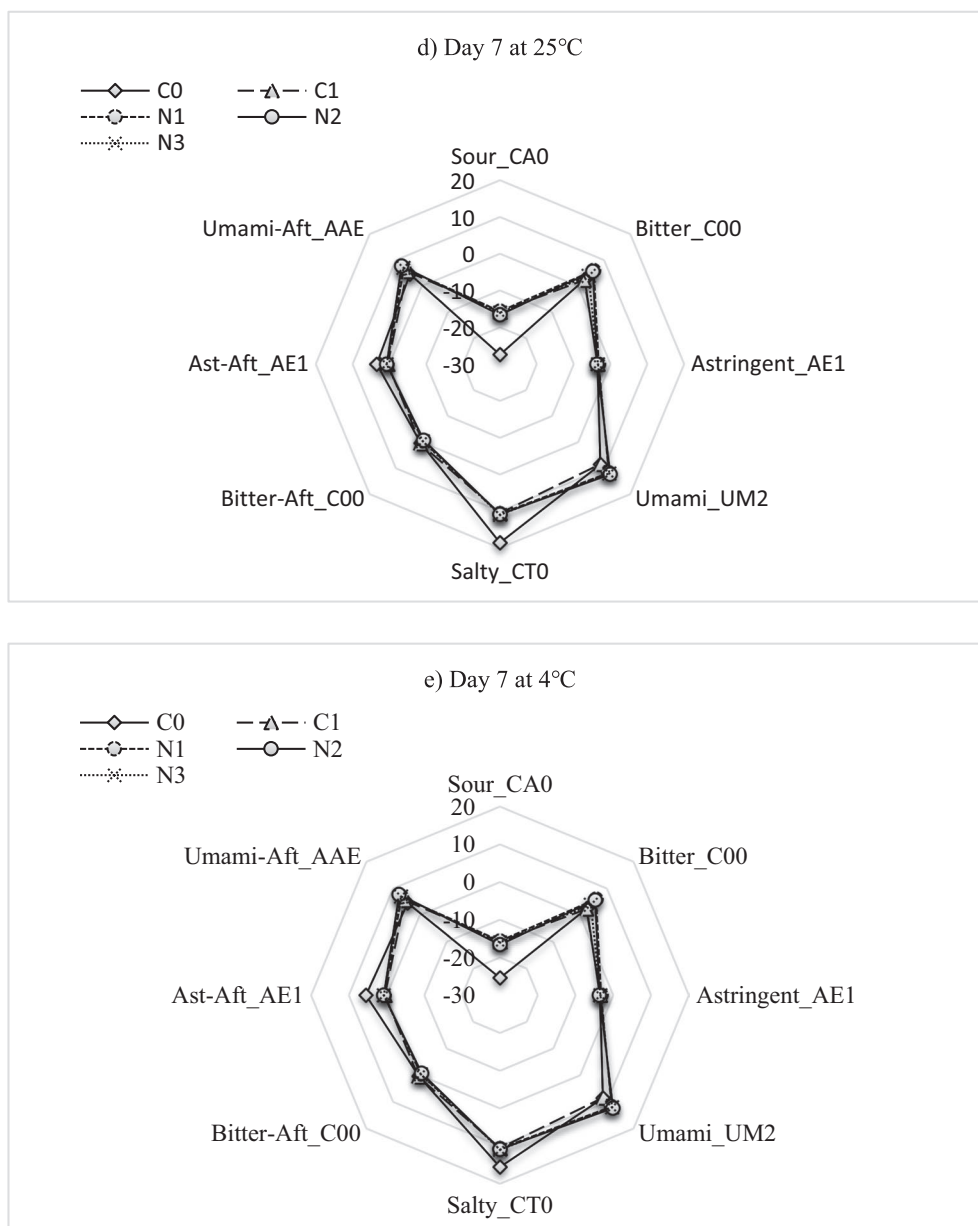 d) Day 7 at 25℃
C0 C1
N1 N2
N3
Sour_CA0
20
Umami-Aft_AAE 10 Bitter_C00
0
-10
-20
Ast-Aft_AE1 -30 Astringent_AE1
Bitter-Aft_C00 Umami_UM2
Salty_CT0
e) Day 7 at 4℃
C0 C1
N1 N2
N3
Sour_CA0
20
Umami-Aft_AAE 10 Bitter_C00
0
-10
-20
Ast-Aft_AE1 -30 Astringent_AE1
Bitter-Aft_C00 Umami_UM2
Salty_CT0